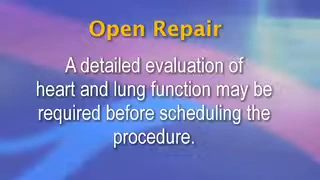 Open Repair
A detailed evaluation of
heart and lung function may be
required before scheduling the
procedure.